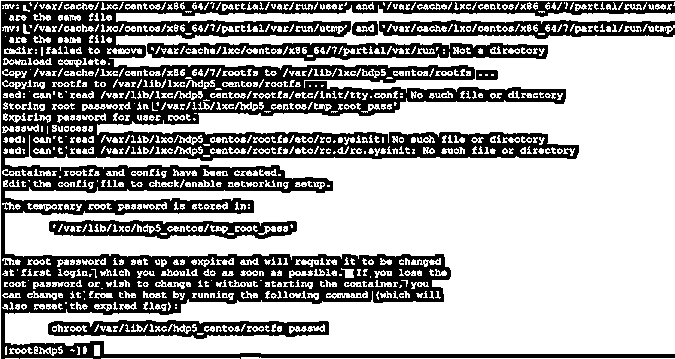 mv: '/var/cache/lxc/centos/x86_64/7/partial/var/run/user' and '/var/cache/lxc/centos/x86_64/7/partial/run/user'
are the same file
mv: '/var/cache/lxc/centos/x86_64/7/partial/var/run/utmp' and '/var/cache/lxc/centos/x86_64/7/partial/run/utmp'
are the same file
rmdir: failed to remove '/var/cache/lxc/centos/x86_64/7/partial/var/run': Not a directory
Download complete.
Copy /var/cache/lxc/centos/x86_64/7/rootfs to /var/lib/lxc/hdp5_centos/rootfs ...
Copying rootfs to /var/lib/lxc/hdp5_centos/rootfs ...
sed: can't read /var/lib/lxc/hdp5_centos/rootfs/etc/init/tty.conf: No such file or directory
Storing root password in '/var/lib/lxc/hdp5_centos/tmp_root_pass'
Expiring password for user root.
passwd: Success
sed: can't read /var/lib/lxc/hdp5_centos/rootfs/etc/rc.sysinit: No such file or directory
sed: can't read /var/lib/lxc/hdp5_centos/rootfs/etc/rc.d/rc.sysinit: No such file or directory
Container rootfs and config have been created.
Edit the config file to check/enable networking setup.
The temporary root password is stored in:
'/var/lib/lxc/hdp5_centos/tmp_root_pass'
The root password is set up as expired and will require it to be changed
at first login, which you should do as soon as possible. If you lose the
root password or wish to change it without starting the container, you
can change it from the host by running the following command (which will
also reset the expired flag):
chroot /var/lib/lxc/hdp5_centos/rootfs passwd
[root@hdp5 ~]#